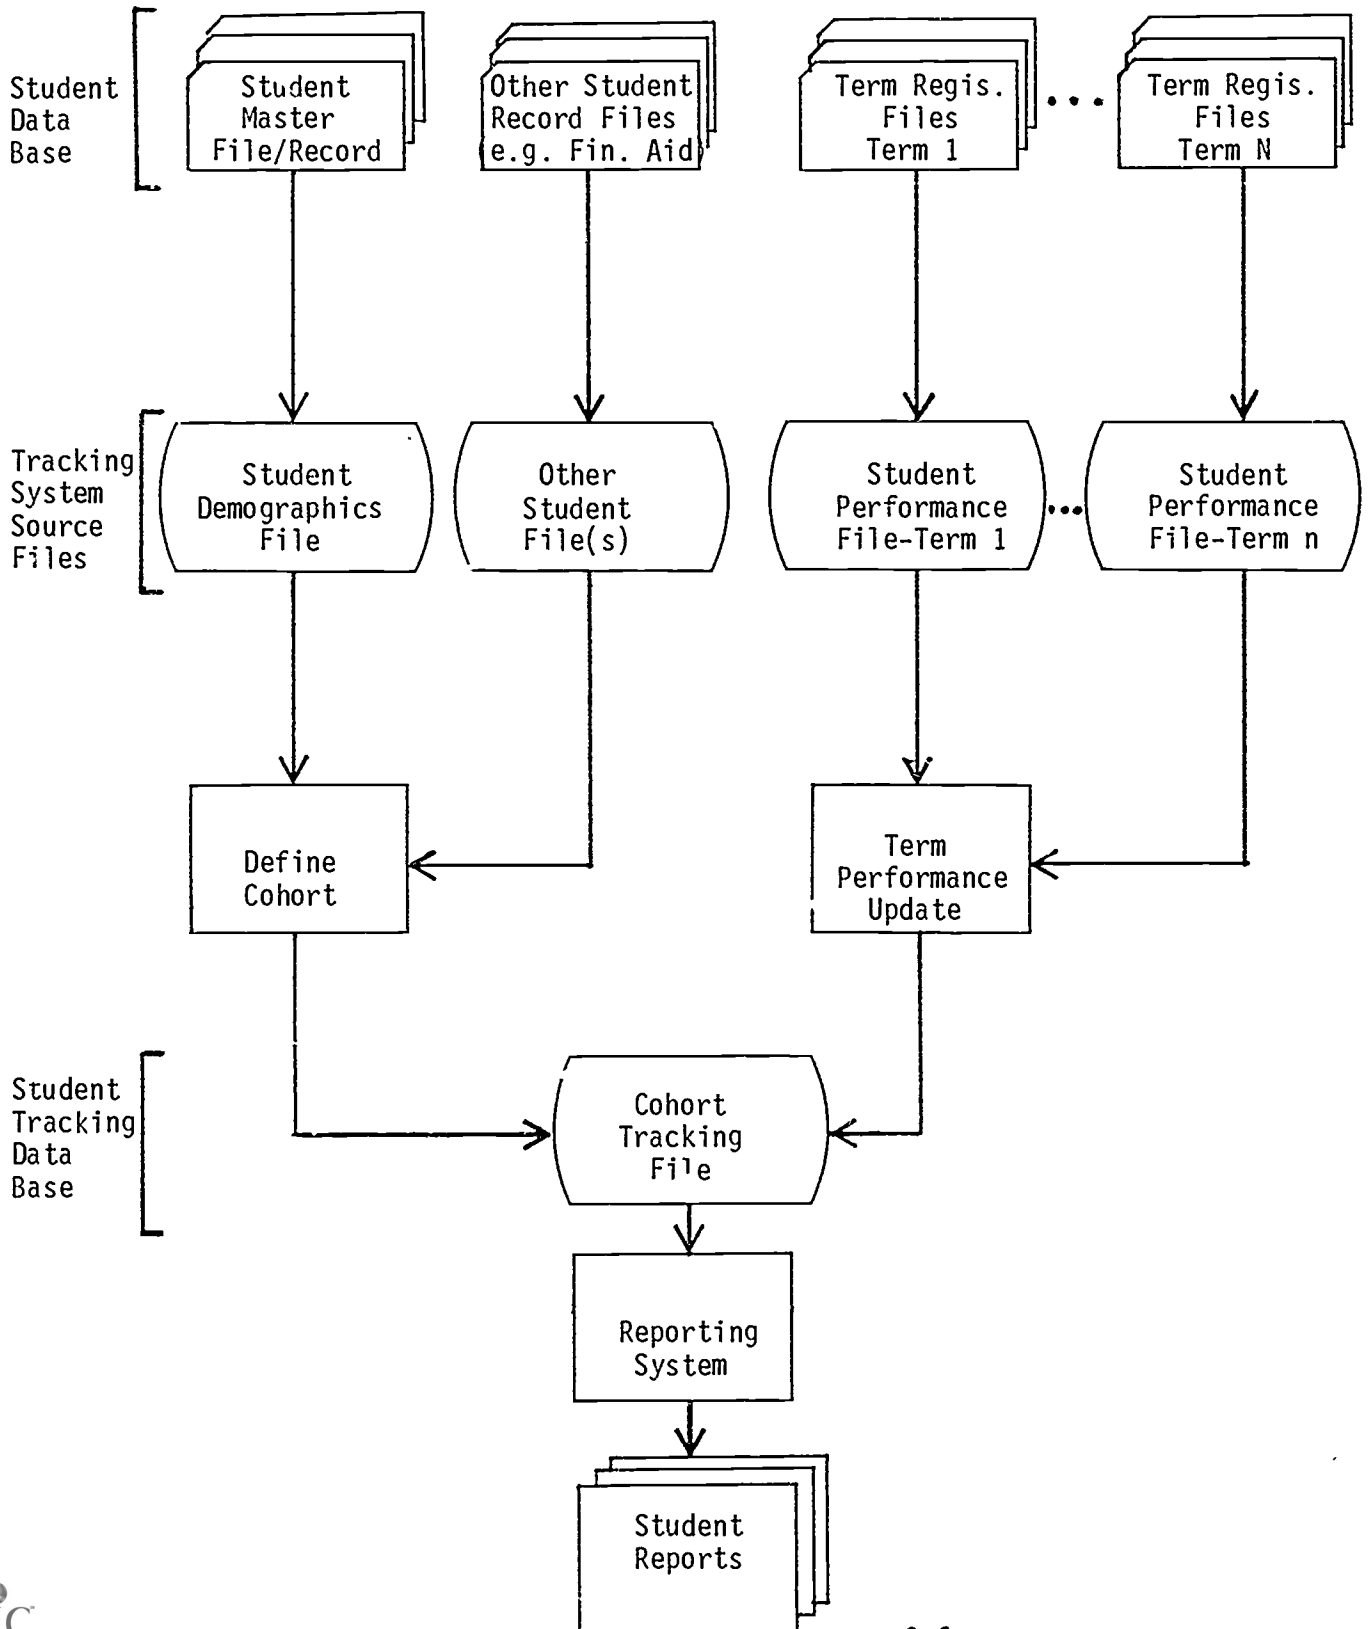 Student
Data
Base
Student
Master
File/Record
Other Student
Record Files
(e.g. Fin. Aid)
Term Regis.
Files
Term 1
...
Term Regis.
Files
Term N
Tracking
System
Source
Files
Student
Demographics
File
Other
Student
File(s)
Student
Performance
File-Term 1
...
Student
Performance
File-Term n
Define
Cohort
Term
Performance
Update
Student
Tracking
Data
Base
Cohort
Tracking
File
Reporting
System
Student
Reports